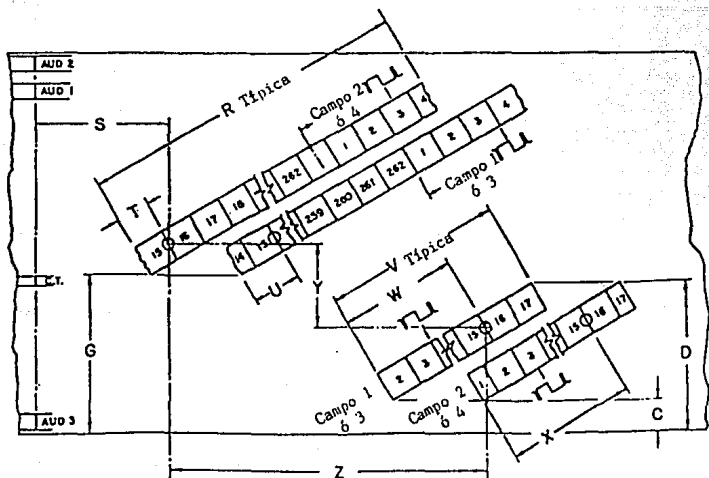 AUD 2
AUD 1
S
R Típica
Campo 2
ó 4
T
15 16 17 18 262 1 2 3 4
14 15 259 200 261 262 1 2 3 4
Campo 1
ó 3
U
C.T.
G
Y
V Típica
W
2 3 15 16 17
1 2 3 15 16 17
Campo 1
ó 3
Campo 2
ó 4
D
C
X
AUD 3
Z